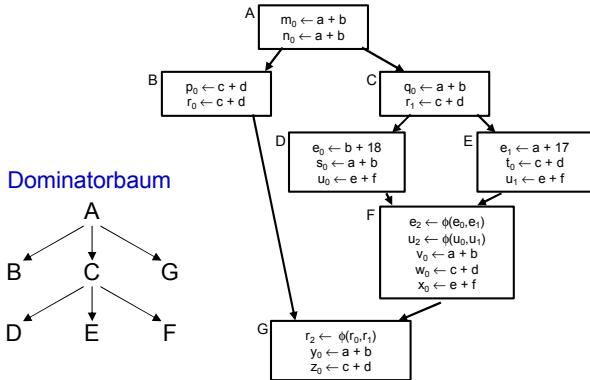 A
m₀ ← a + b
n₀ ← a + b
B
p₀ ← c + d
r₀ ← c + d
C
q₀ ← a + b
r₁ ← c + d
D
e₀ ← b + 18
s₀ ← a + b
u₀ ← e + f
E
e₁ ← a + 17
t₀ ← c + d
u₁ ← e + f
F
e₂ ← ϕ(e₀,e₁)
u₂ ← ϕ(u₀,u₁)
v₀ ← a + b
w₀ ← c + d
x₀ ← e + f
G
r₂ ← ϕ(r₀,r₁)
y₀ ← a + b
z₀ ← c + d
Dominatorbaum
A
B C G
D E F